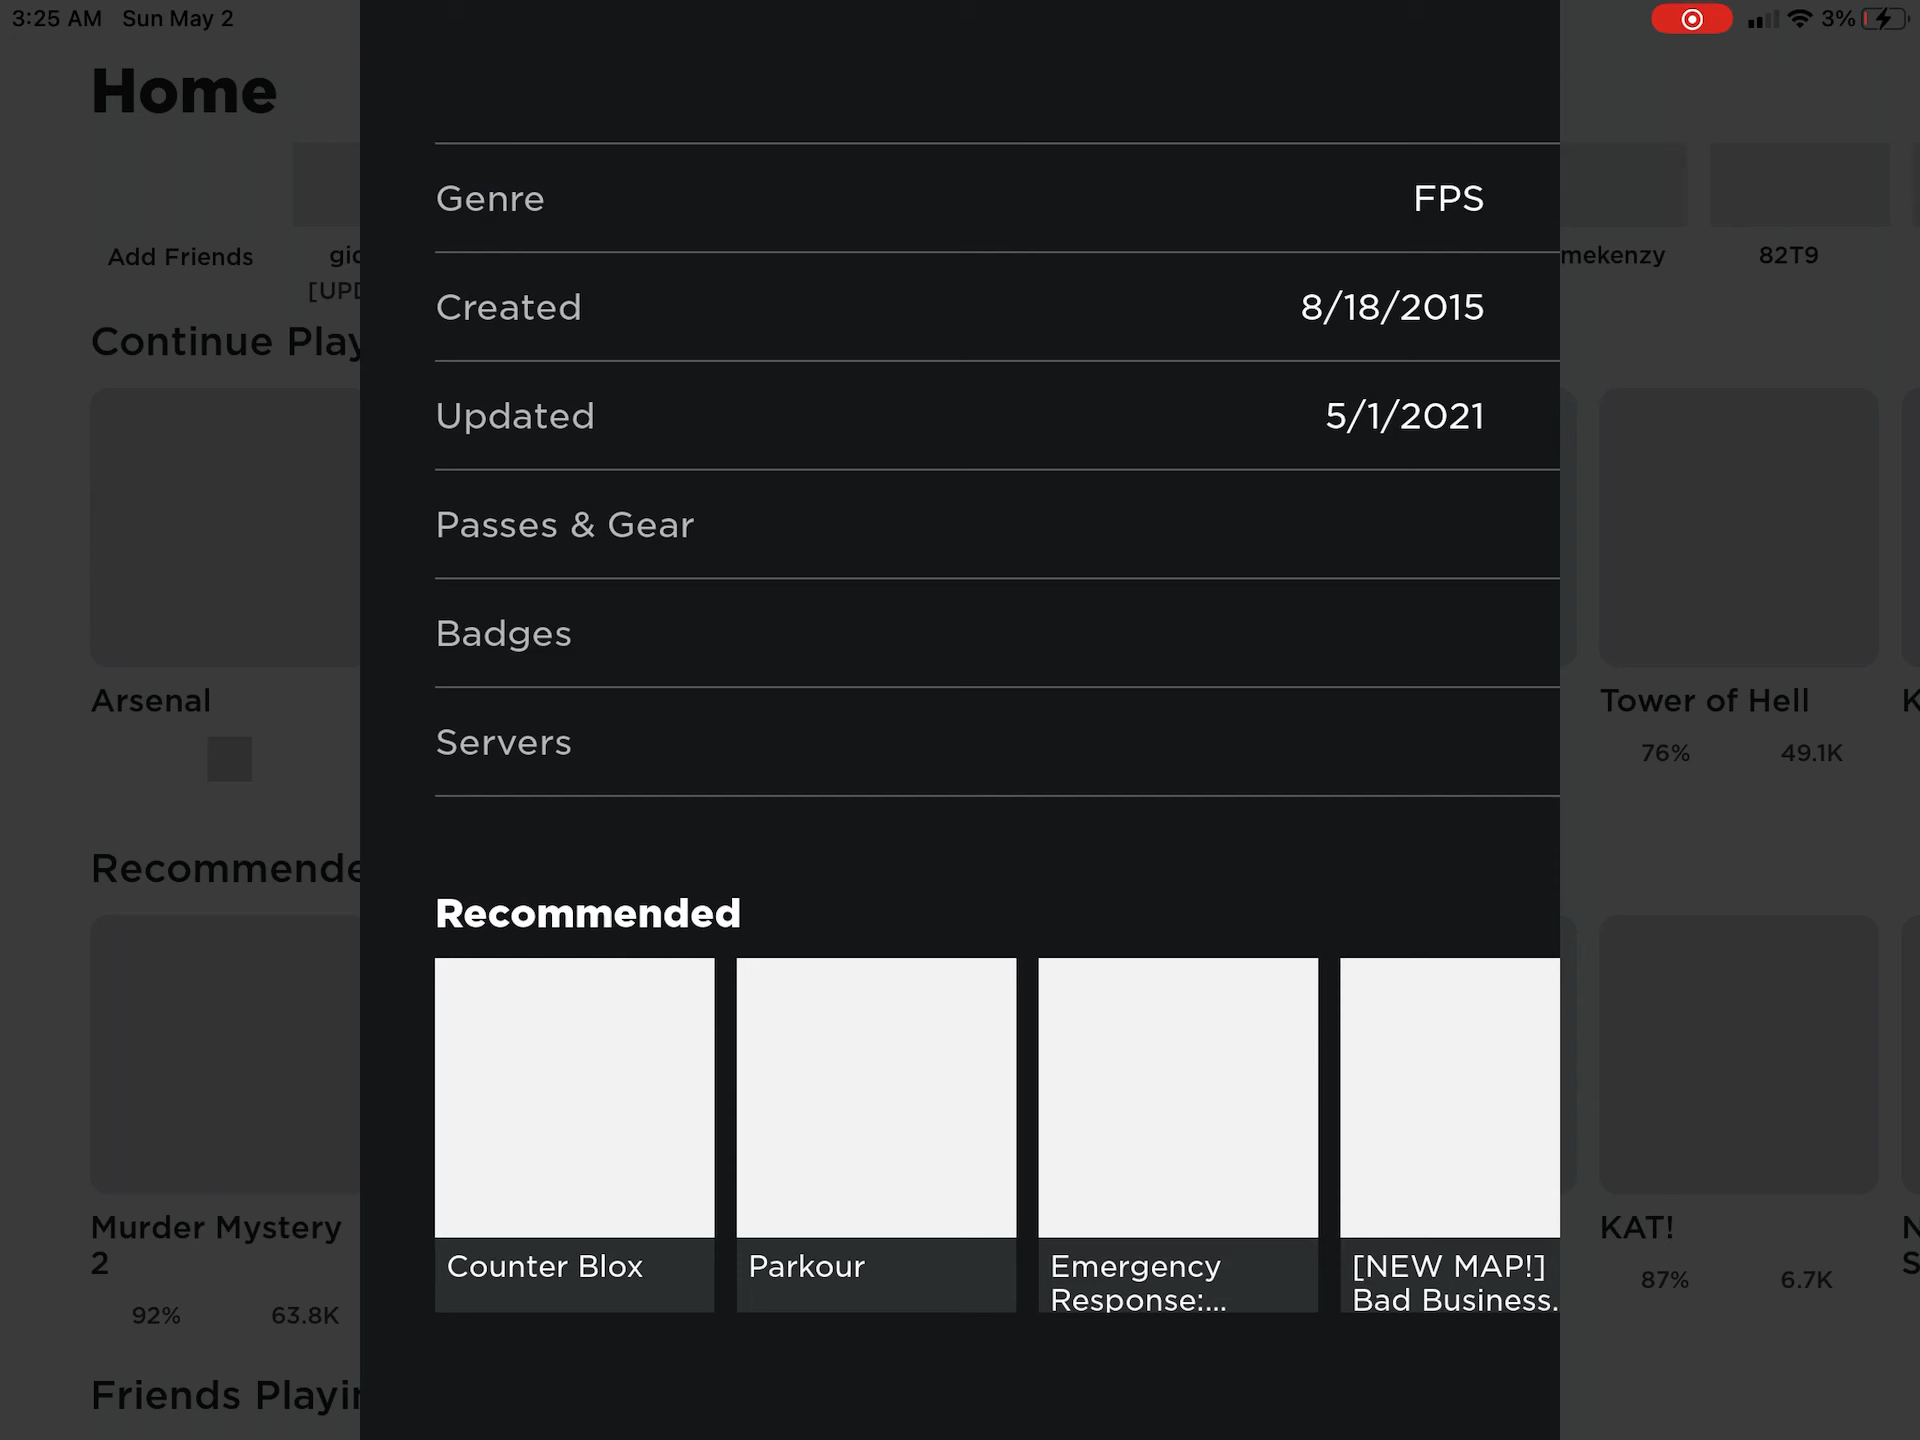 3:25 AM Sun May 2
3%
Home
Add Friends
mekenzy
82T9
Genre FPS
Created 8/18/2015
Updated 5/1/2021
Passes & Gear
Badges
Servers
Continue Play
Arsenal
Tower of Hell
76% 49.1K
Recommended
Counter Blox
Parkour
Emergency
Response:...
[NEW MAP!]
Bad Business.
Recommende
Murder Mystery
2
92% 63.8K
KAT!
87% 6.7K
Friends Playi